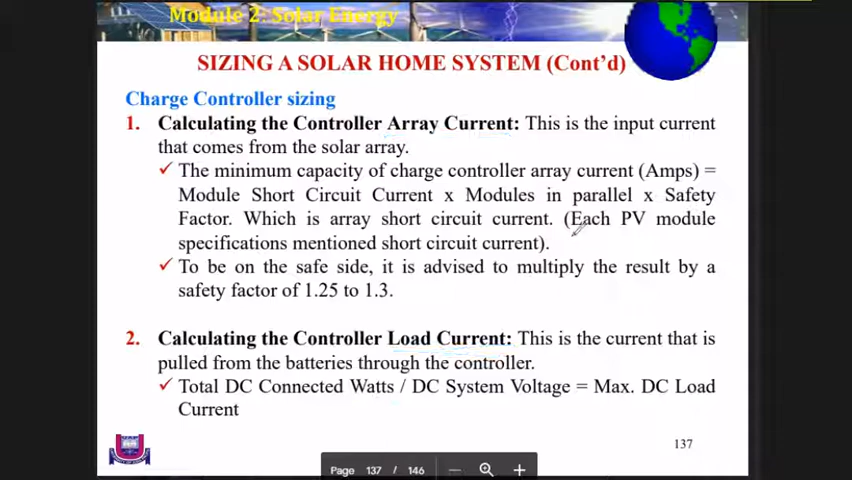 Module 2: Solar Energy
SIZING A SOLAR HOME SYSTEM (Cont'd)
Charge Controller sizing
1. Calculating the Controller Array Current: This is the input current
that comes from the solar array.
✓ The minimum capacity of charge controller array current (Amps) =
Module Short Circuit Current x Modules in parallel x Safety
Factor. Which is array short circuit current. (Each PV module
specifications mentioned short circuit current).
✓ To be on the safe side, it is advised to multiply the result by a
safety factor of 1.25 to 1.3.
2. Calculating the Controller Load Current: This is the current that is
pulled from the batteries through the controller.
✓ Total DC Connected Watts / DC System Voltage = Max. DC Load
Current
137
Page 137 / 146